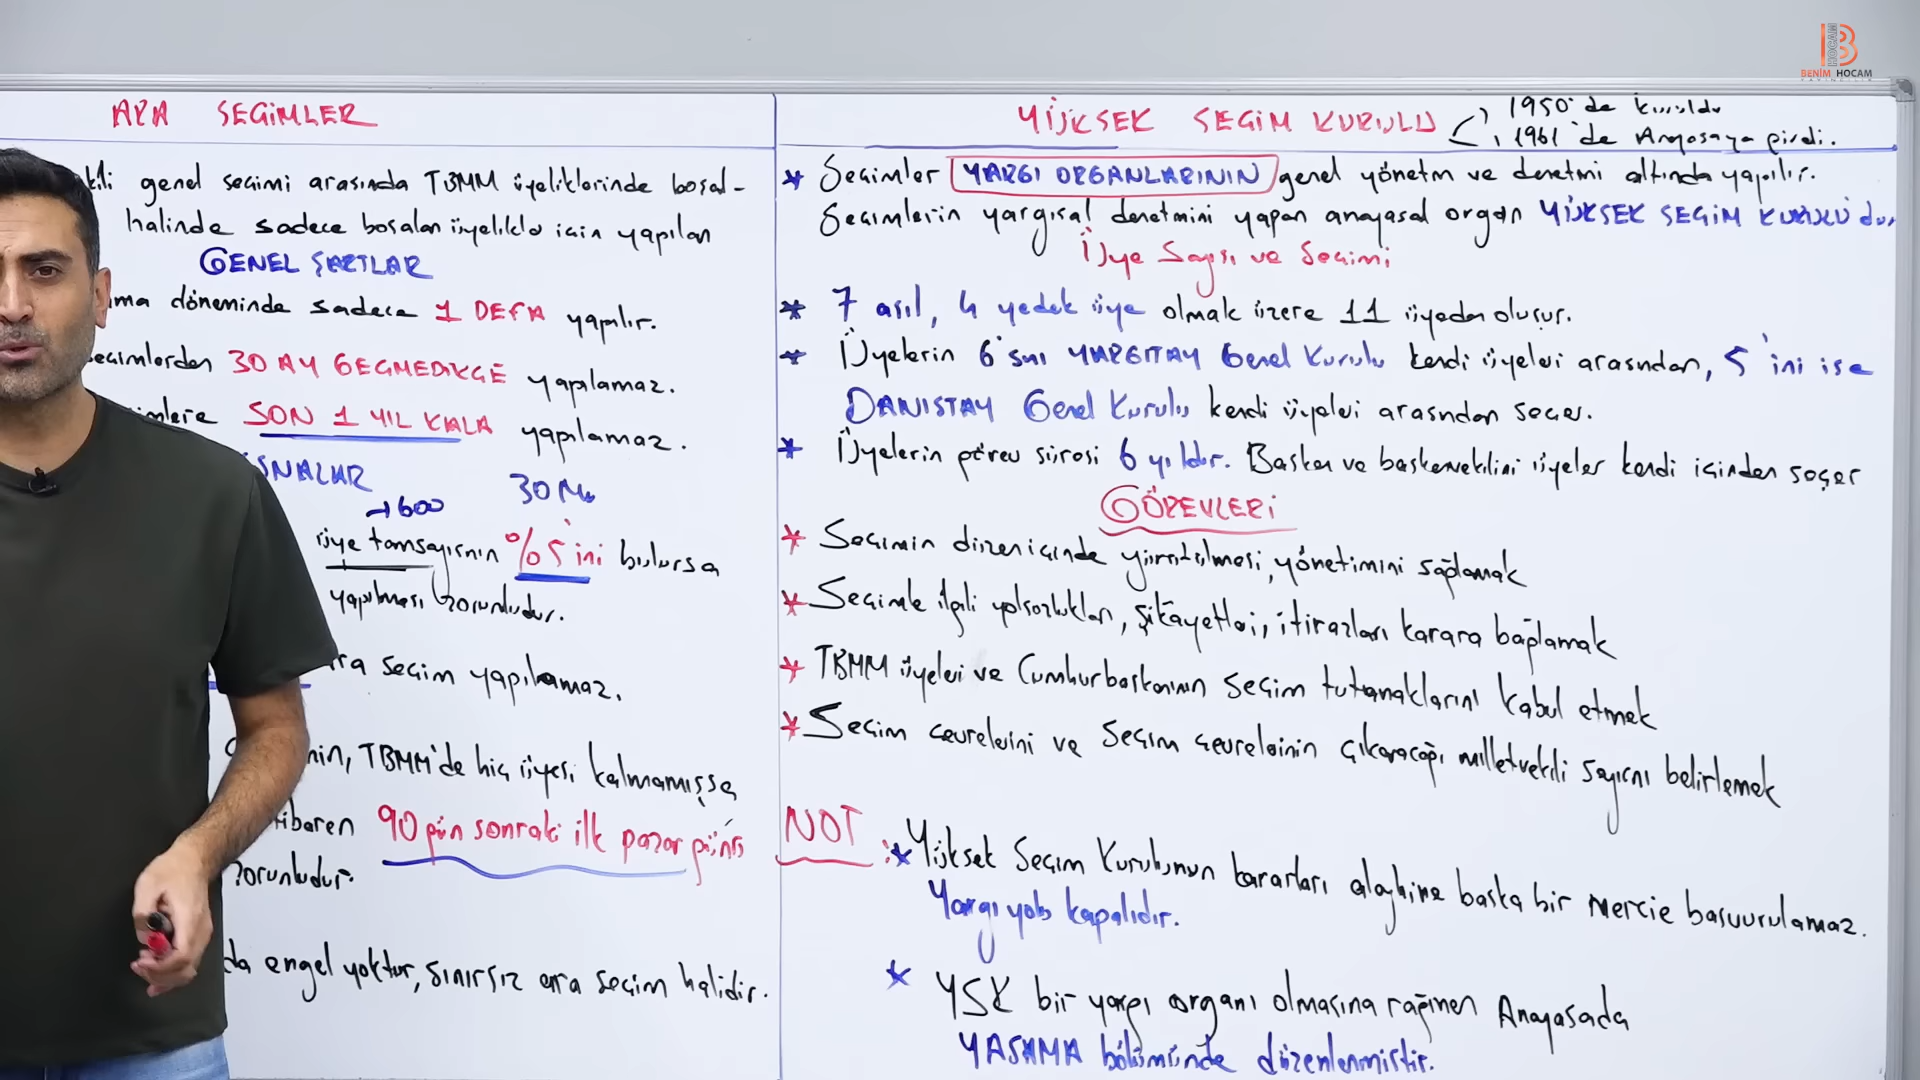 BENİM HOCAM
ARA SEÇİMLER
genel seçimi arasında TBMM üyeliklerinde boşal-
halinde sadece boşalan üyelikler için yapılan
GENEL ŞARTLAR
döneminde sadece 1 DEFA yapılır.
seçimlerden 30 AY GEÇMEDİKÇE yapılamaz.
SON 1 YIL KALA yapılamaz.
→600 30 Mv
üye tamsayısının %5'ini bulursa
yapılması zorunludur.
seçim yapılamaz.
TBMM'de hiç üyesi kalmamışsa
90 gün sonraki ilk pazar günü
zorunludur.
engel yoktur, sınırsız ara seçim halidir.
YÜKSEK SEÇİM KURULU
1950'de kuruldu
1961'de Anayasaya girdi.
* Seçimler YARGI ORGANLARININ genel yönetim ve denetimi altında yapılır.
Seçimlerin yargısal denetimini yapan anayasal organ YÜKSEK SEÇİM KURULU'dur.
Üye Sayısı ve Seçimi
* 7 asıl, 4 yedek üye olmak üzere 11 üyeden oluşur.
* Üyelerin 6'sını YARGITAY Genel Kurulu kendi üyeleri arasından, 5'ini ise
DANIŞTAY Genel Kurulu kendi üyeleri arasından seçer.
* Üyelerin görev süresi 6 yıldır. Başkan ve başkanvekilini üyeler kendi içinden seçer
GÖREVLERİ
* Seçimin düzen içinde yürütülmesi, yönetimini sağlamak
* Seçimle ilgili yolsuzlukları, şikayetleri, itirazları karara bağlamak
* TBMM üyeleri ve Cumhurbaşkanının seçim tutanaklarını kabul etmek
* Seçim çevrelerini ve seçim çevrelerinin çıkaracağı milletvekili sayısını belirlemek
NOT : * Yüksek Seçim Kurulunun kararları aleyhine başka bir mercie başvurulamaz.
Yargı yolu kapalıdır.
* YSK bir yargı organı olmasına rağmen Anayasada
YASAMA bölümünde düzenlenmiştir.